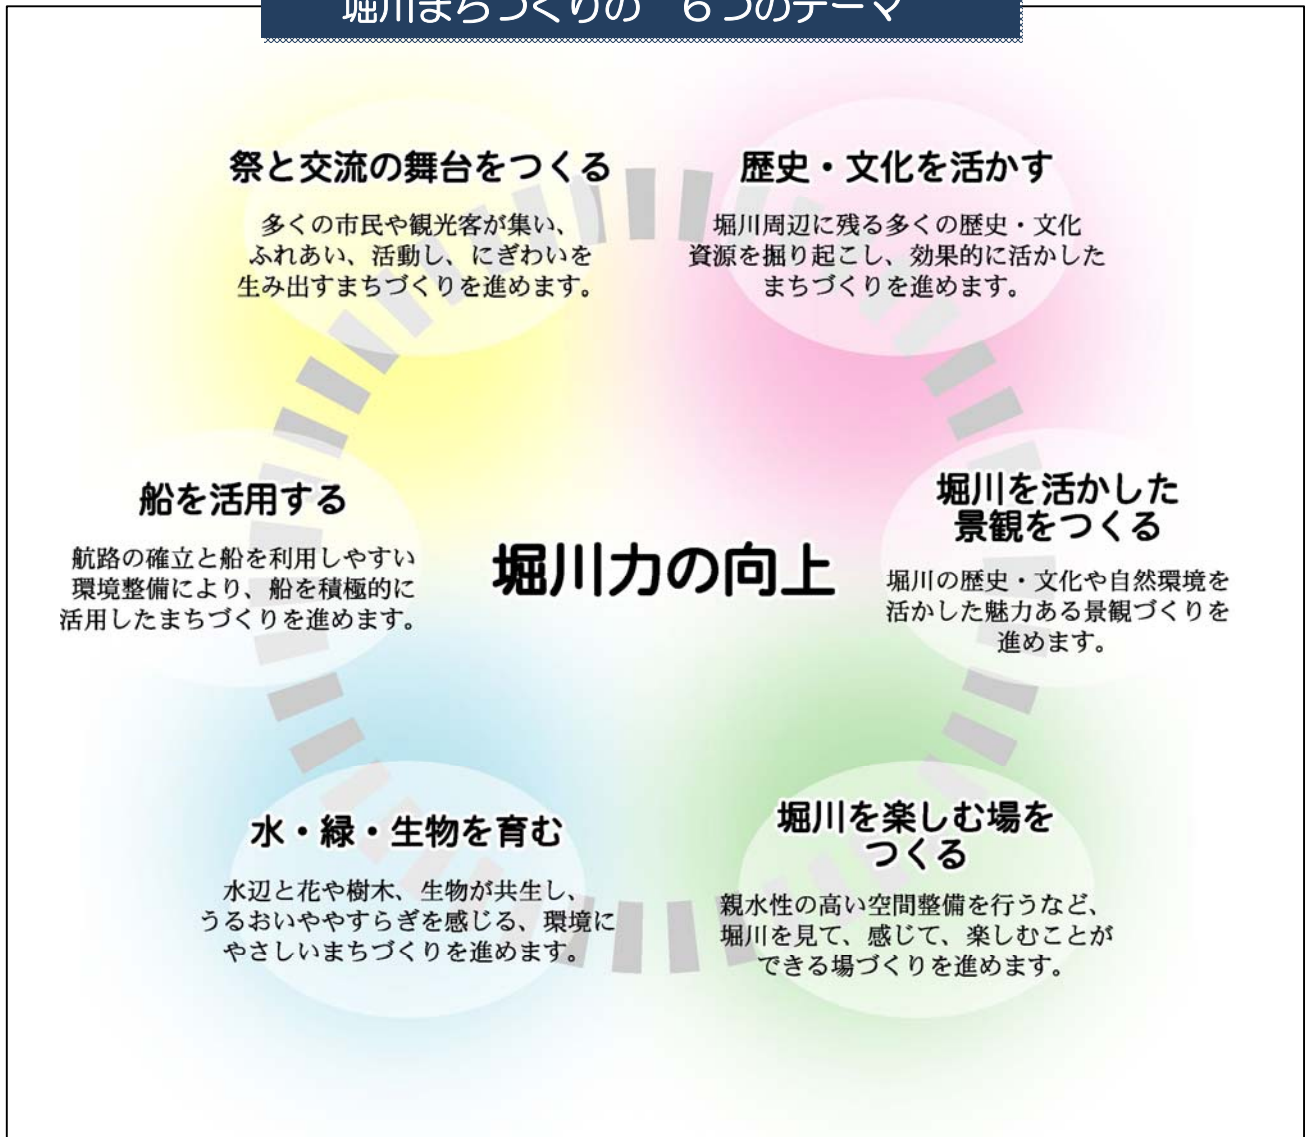 堀川まちづくりの 6つのテーマ
祭と交流の舞台をつくる
多くの市民や観光客が集い、
ふれあい、活動し、にぎわいを
生み出すまちづくりを進めます。
歴史・文化を活かす
堀川周辺に残る多くの歴史・文化
資源を掘り起こし、効果的に活かした
まちづくりを進めます。
船を活用する
航路の確立と船を利用しやすい
環境整備により、船を積極的に
活用したまちづくりを進めます。
堀川力の向上
堀川を活かした
景観をつくる
堀川の歴史・文化や自然環境を
活かした魅力ある景観づくりを
進めます。
水・緑・生物を育む
水辺と花や樹木、生物が共生し、
うるおいややすらぎを感じる、環境に
やさしいまちづくりを進めます。
堀川を楽しむ場を
つくる
親水性の高い空間整備を行うなど、
堀川を見て、感じて、楽しむことが
できる場づくりを進めます。